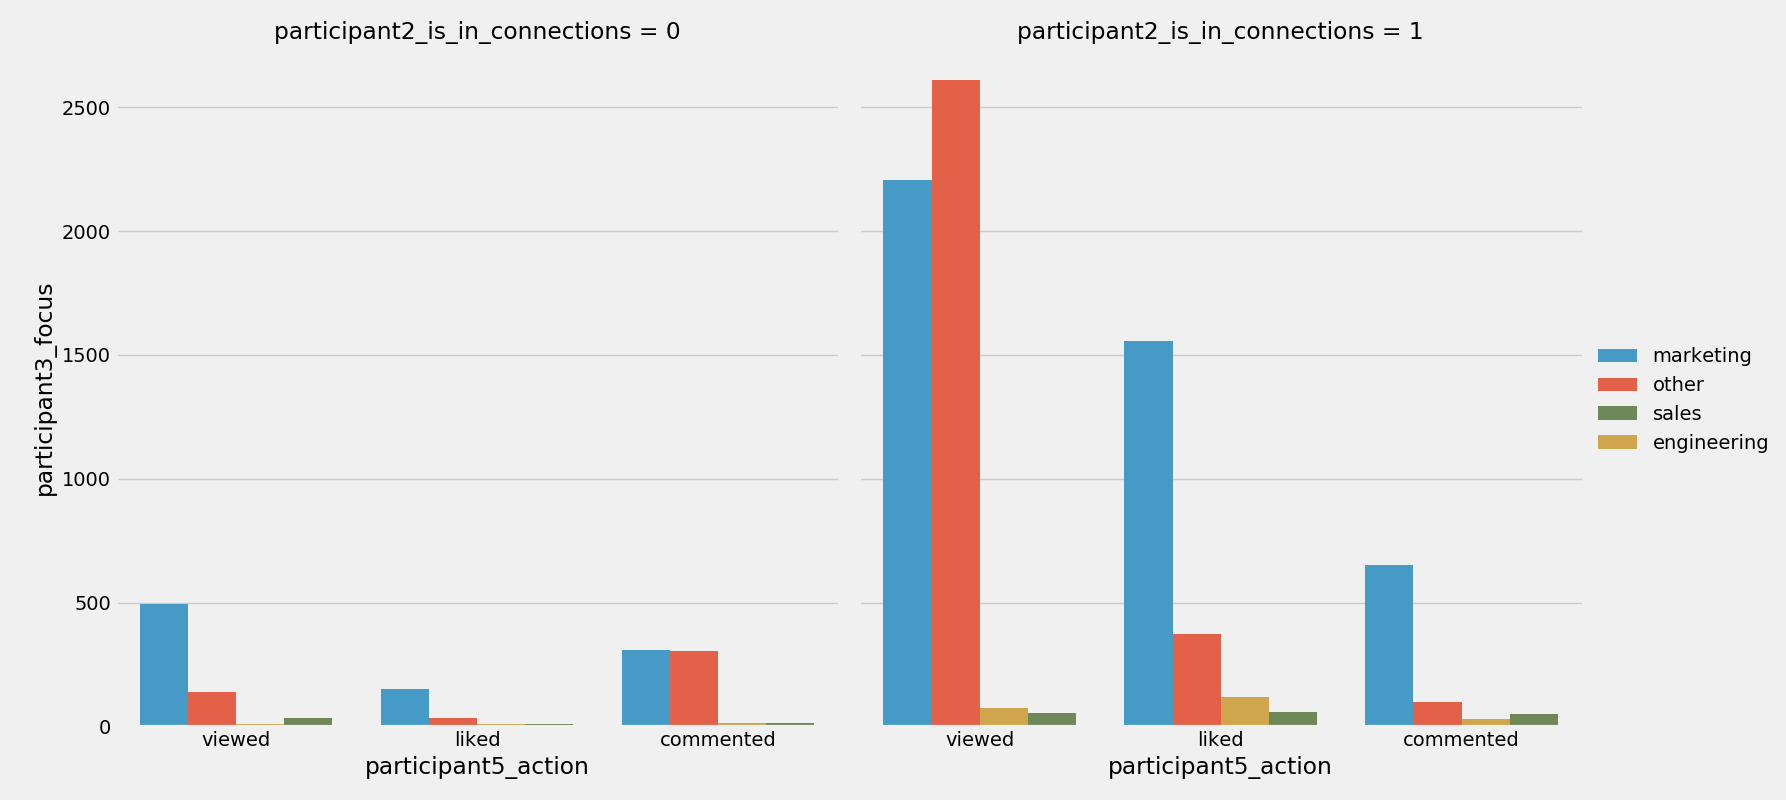 participant2_is_in_connections = 0
participant2_is_in_connections = 1
participant3_focus
2500
2000
1500
1000
500
0
viewed
liked
commented
viewed
liked
commented
participant5_action
participant5_action
marketing
other
sales
engineering